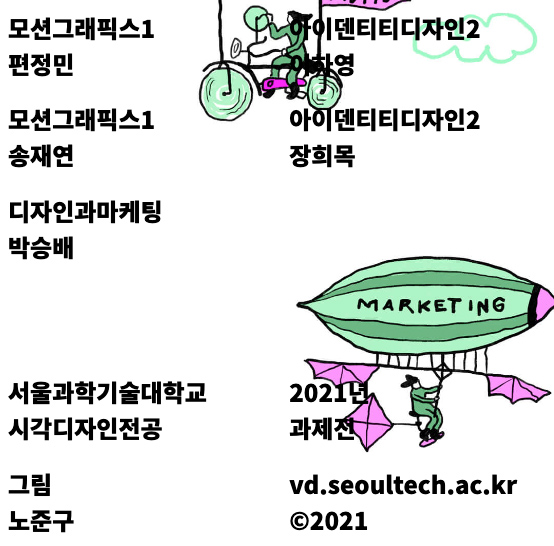 모션그래픽스1
편정민
아이덴티티디자인2
이하영
모션그래픽스1
송재연
아이덴티티디자인2
장희목
디자인과마케팅
박승배
MARKETING
서울과학기술대학교
시각디자인전공
2021년
과제전
그림
노준구
vd.seoultech.ac.kr
©2021